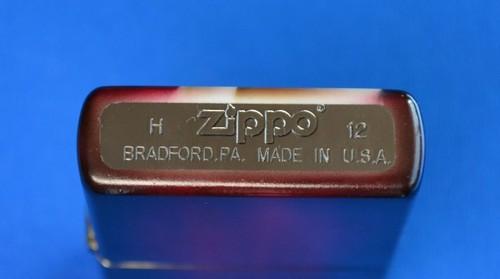 H zippo® 12
BRADFORD,PA. MADE IN U.S.A.